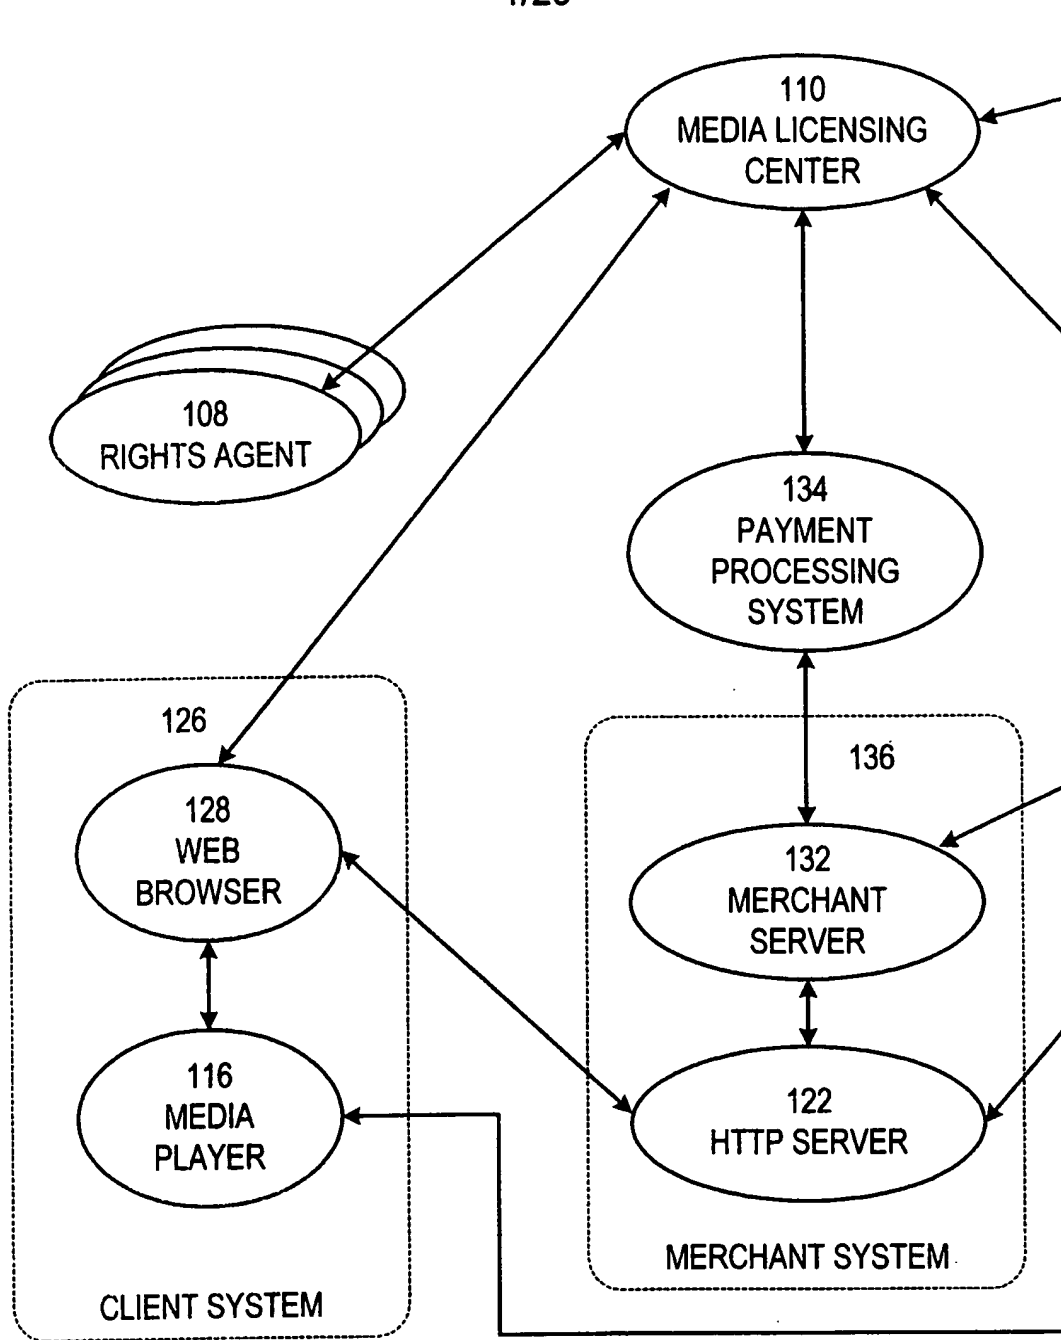 110
MEDIA LICENSING
CENTER
108
RIGHTS AGENT
134
PAYMENT
PROCESSING
SYSTEM
126
136
128
WEB
BROWSER
132
MERCHANT
SERVER
116
MEDIA
PLAYER
122
HTTP SERVER
MERCHANT SYSTEM
CLIENT SYSTEM